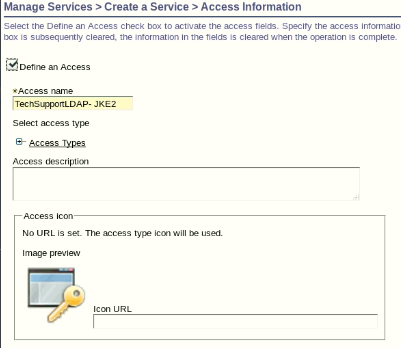 Manage Services > Create a Service > Access Information
Select the Define an Access check box to activate the access fields. Specify the access informatio
box is subsequently cleared, the information in the fields is cleared when the operation is complete.
Define an Access
*Access name
TechSupportLDAP- JKE2
Select access type
Access Types
Access description
Access icon
No URL is set. The access type icon will be used.
Image preview
Icon URL